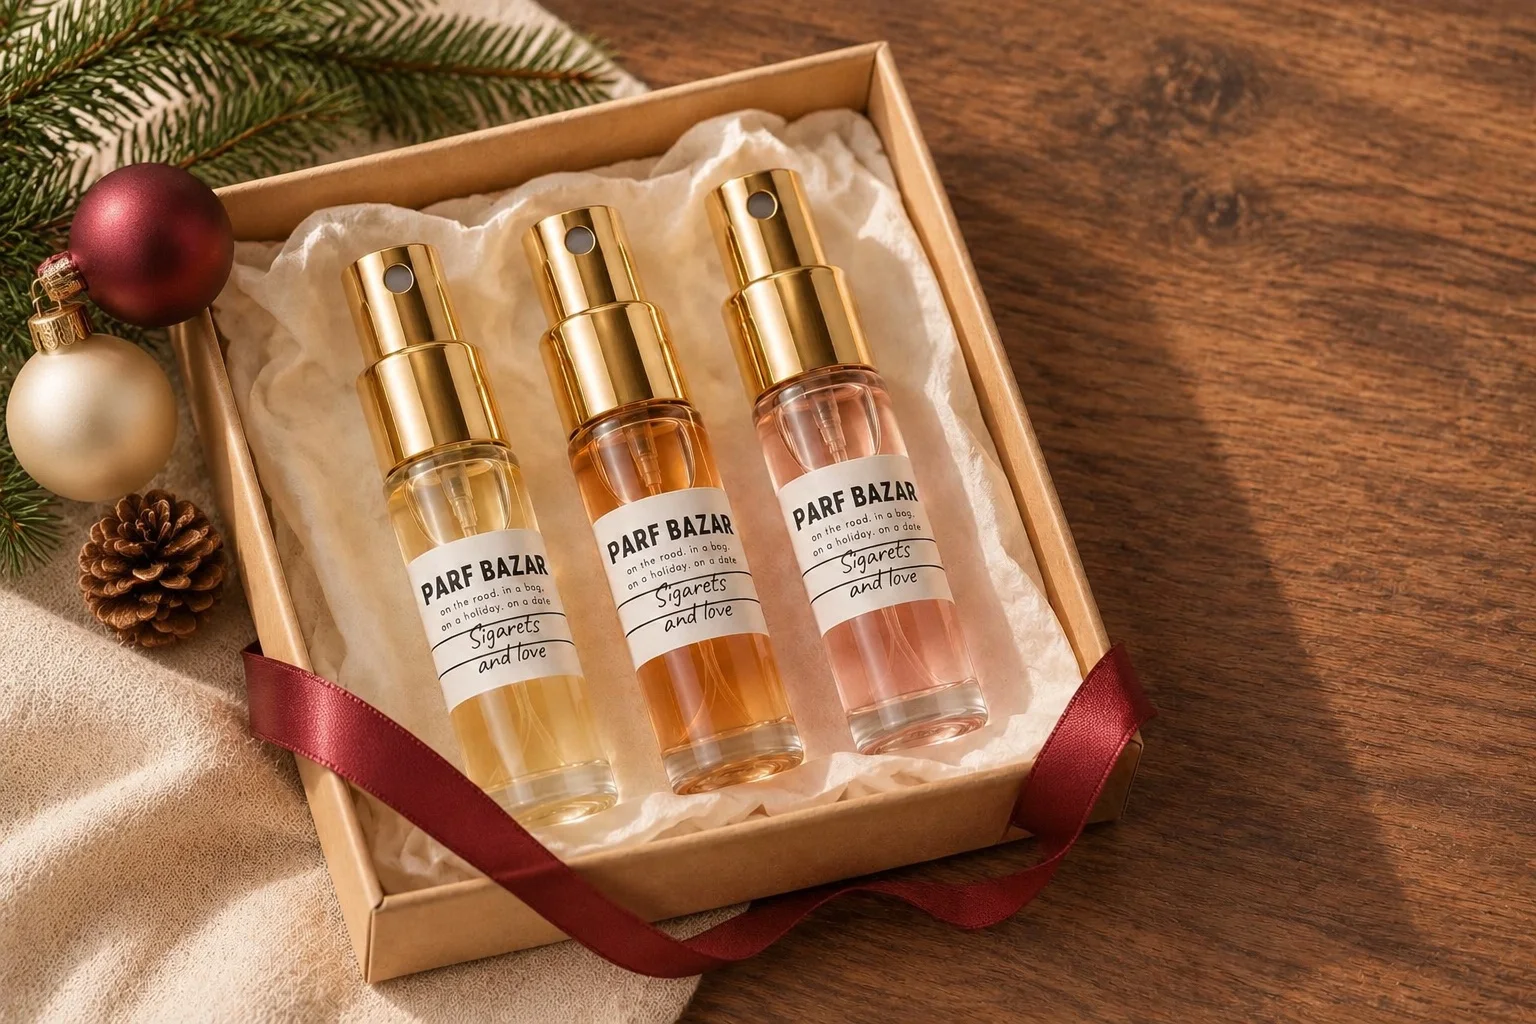 PARF BAZAR
on the road. in a bag.
on a holiday. on a date
Sigarets
and love
PARF BAZAR
on the road. in a bag.
on a holiday. on a date
Sigarets
and love
PARF BAZAR
on the road. in a bag.
on a holiday. on a date
Sigarets
and love